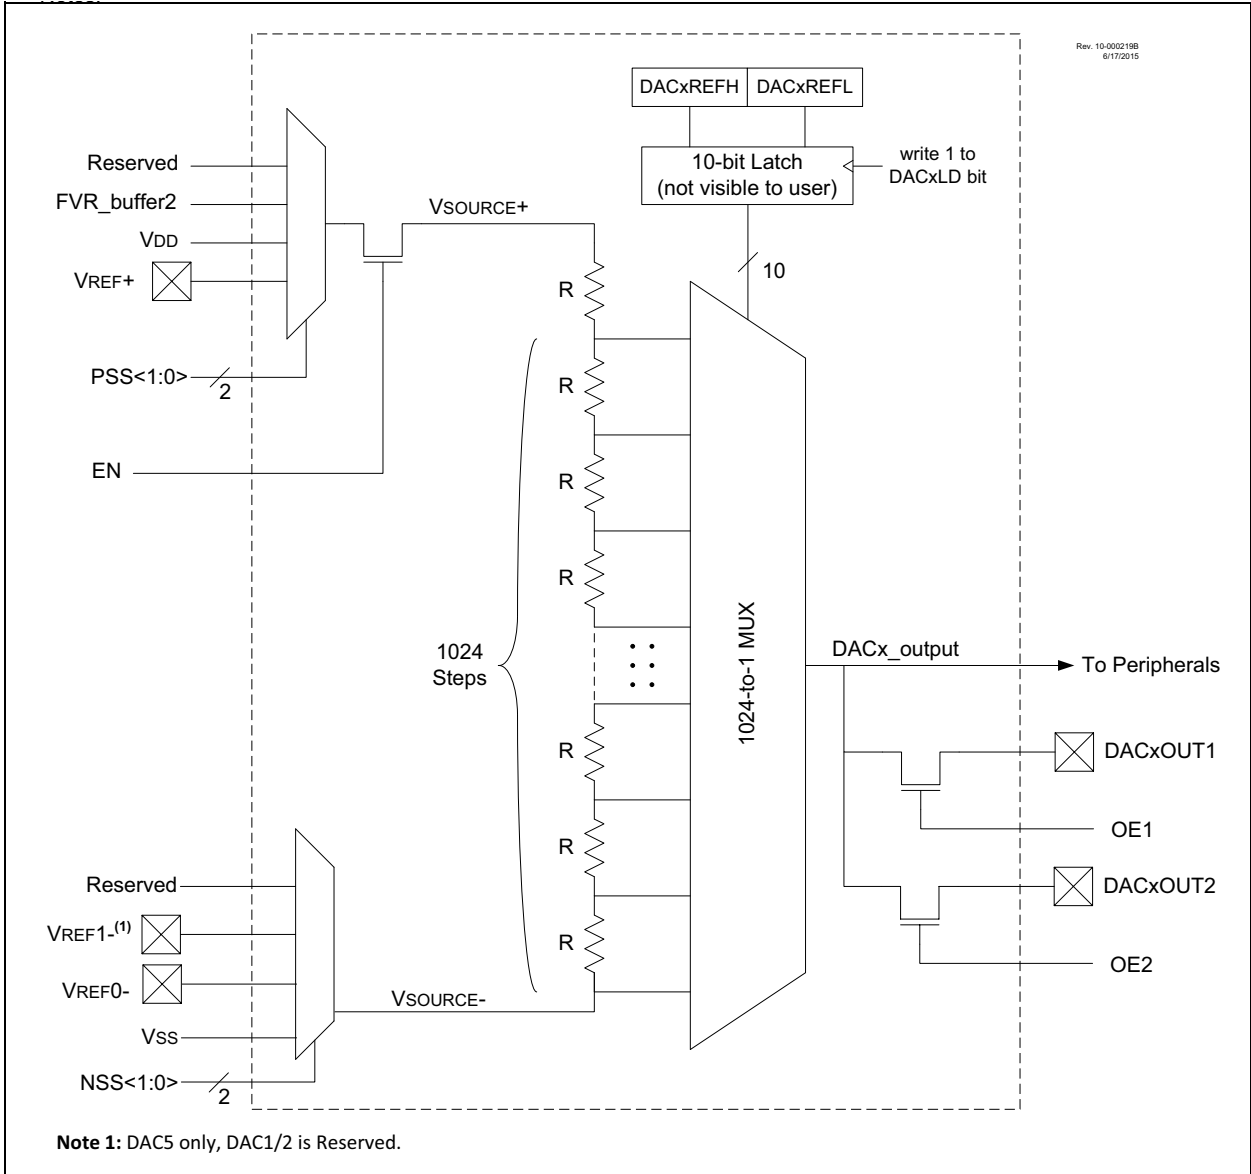 Rev. 10-000219B
6/17/2015
DACxREFH
DACxREFL
10-bit Latch
(not visible to user)
write 1 to
DACxLD bit
10
Reserved
FVR_buffer2
VDD
VREF+
PSS<1:0>
2
EN
VSOURCE+
R
R
R
R
1024
Steps
R
R
R
1024-to-1 MUX
DACx_output
To Peripherals
DACxOUT1
OE1
DACxOUT2
OE2
Reserved
VREF1-(1)
VREF0-
VSS
NSS<1:0>
2
VSOURCE-
Note 1: DAC5 only, DAC1/2 is Reserved.